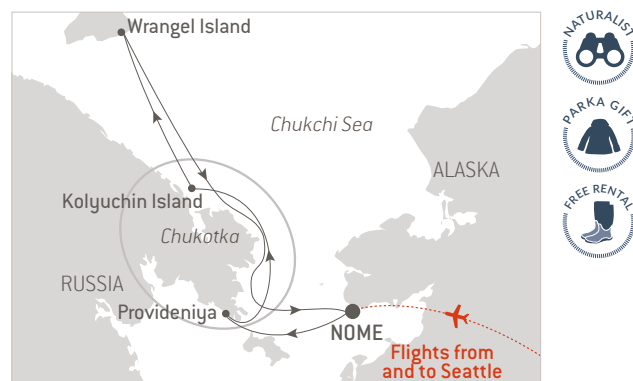 Wrangel Island
Chukchi Sea
ALASKA
Kolyuchin Island
Chukotka
RUSSIA
Provideniya
NOME
Flights from
and to Seattle
NATURALIST
PARKA GIFT
FREE RENTAL